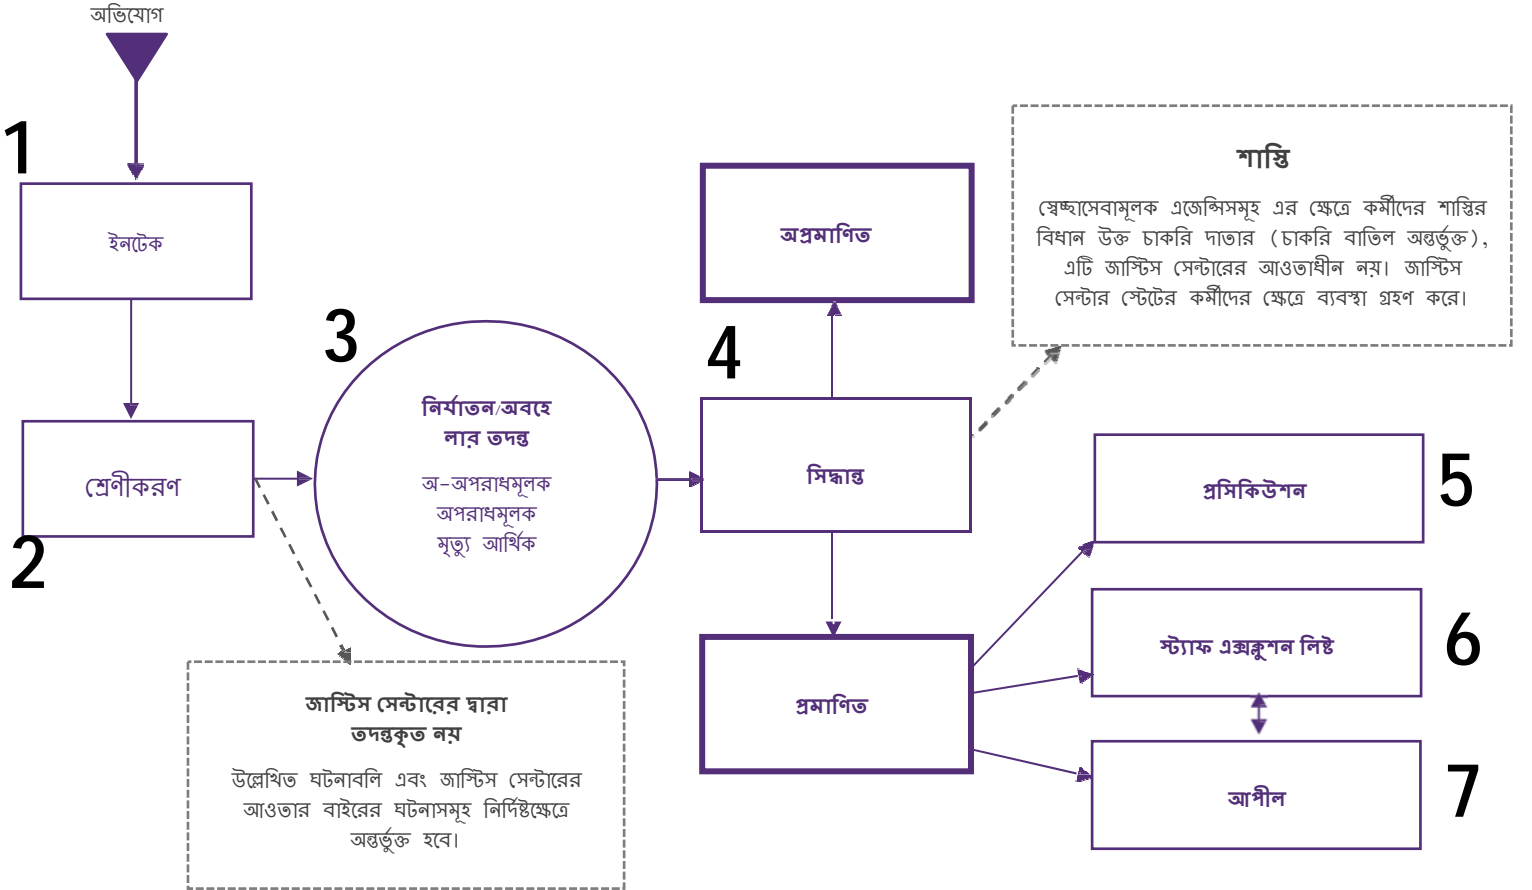 অভিযোগ
1
ইনটেক
2
শ্রেণীকরণ
3
নির্যাতন/অবহে
লার তদন্ত
অ-অপরাধমূলক
অপরাধমূলক
মৃত্যু আর্থিক
জাস্টিস সেন্টারের দ্বারা
তদন্তকৃত নয়
উল্লেখিত ঘটনাবলি এবং জাস্টিস সেন্টারের
আওতার বাইরের ঘটনাসমূহ নির্দিষ্টক্ষেত্রে
অন্তর্ভুক্ত হবে।
4
অপ্রমাণিত
সিদ্ধান্ত
প্রমাণিত
শাস্তি
স্বেচ্ছাসেবামূলক এজেন্সিসমূহ এর ক্ষেত্রে কর্মীদের শাস্তির
বিধান উক্ত চাকরি দাতার (চাকরি বাতিল অন্তর্ভুক্ত),
এটি জাস্টিস সেন্টারের আওতাধীন নয়। জাস্টিস
সেন্টার স্টেটের কর্মীদের ক্ষেত্রে ব্যবস্থা গ্রহণ করে।
প্রসিকিউশন
5
স্ট্যাফ এক্সক্লুশন লিষ্ট
6
আপীল
7